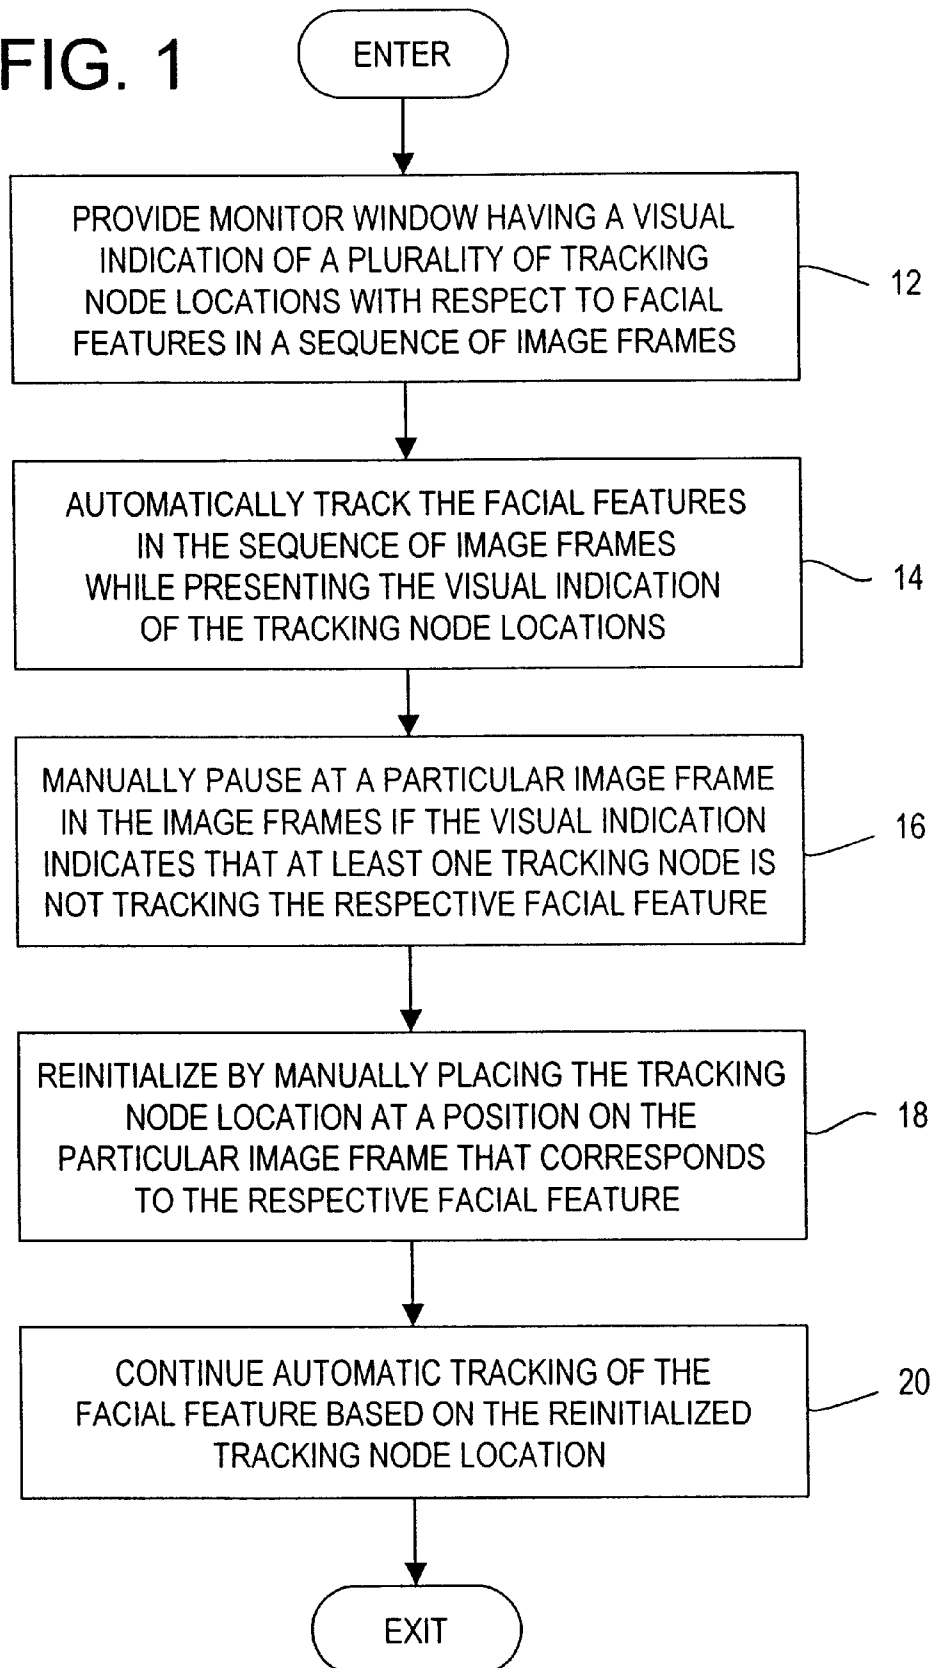 FIG. 1
ENTER
PROVIDE MONITOR WINDOW HAVING A VISUAL
INDICATION OF A PLURALITY OF TRACKING
NODE LOCATIONS WITH RESPECT TO FACIAL
FEATURES IN A SEQUENCE OF IMAGE FRAMES
12
AUTOMATICALLY TRACK THE FACIAL FEATURES
IN THE SEQUENCE OF IMAGE FRAMES
WHILE PRESENTING THE VISUAL INDICATION
OF THE TRACKING NODE LOCATIONS
14
MANUALLY PAUSE AT A PARTICULAR IMAGE FRAME
IN THE IMAGE FRAMES IF THE VISUAL INDICATION
INDICATES THAT AT LEAST ONE TRACKING NODE IS
NOT TRACKING THE RESPECTIVE FACIAL FEATURE
16
REINITIALIZE BY MANUALLY PLACING THE TRACKING
NODE LOCATION AT A POSITION ON THE
PARTICULAR IMAGE FRAME THAT CORRESPONDS
TO THE RESPECTIVE FACIAL FEATURE
18
CONTINUE AUTOMATIC TRACKING OF THE
FACIAL FEATURE BASED ON THE REINITIALIZED
TRACKING NODE LOCATION
20
EXIT